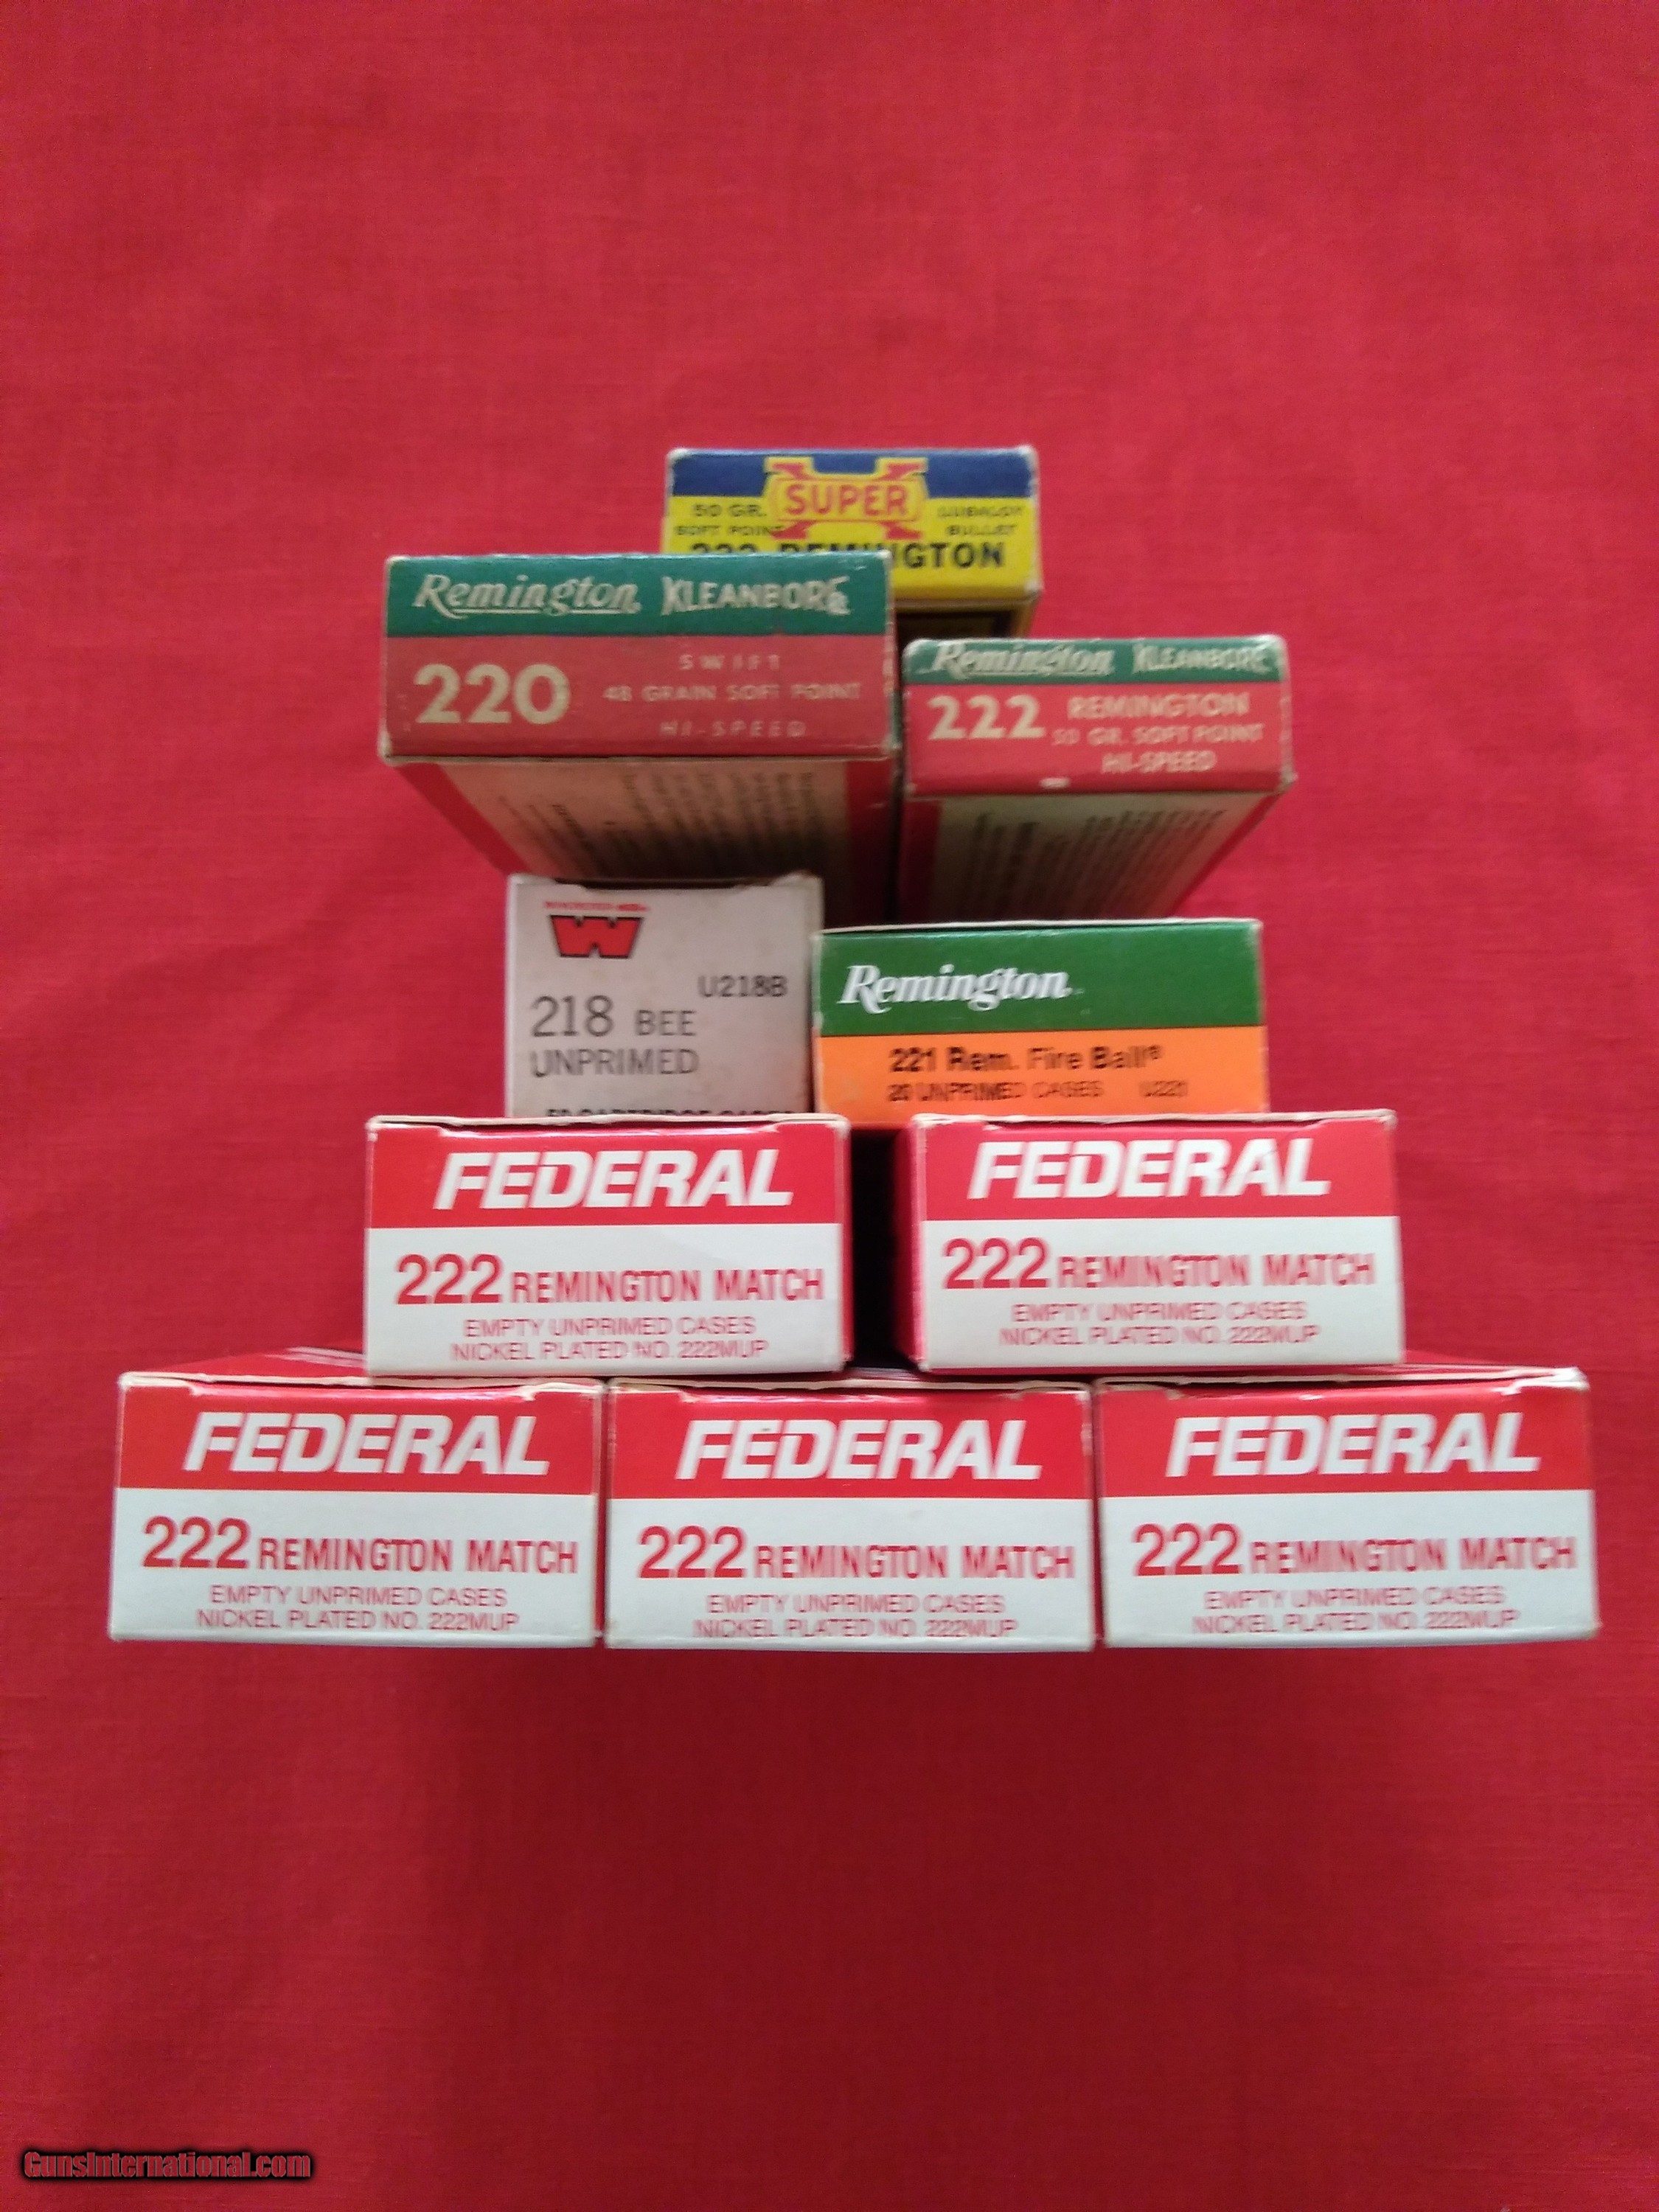 SUPER X
50 GR. LUBALOY
SOFT POINT BULLET
222 REMINGTON
Remington KLEANBORE
220 SWIFT
48 GRAIN SOFT POINT
HI-SPEED
Remington KLEANBORE
222 REMINGTON
50 GR. SOFT POINT
HI-SPEED
W
U218B
218 BEE
UNPRIMED
Remington
221 Rem. Fire Ball®
20 UNPRIMED CASES U221
FEDERAL
222 REMINGTON MATCH
EMPTY UNPRIMED CASES
NICKEL PLATED NO. 222MUP
FEDERAL
222 REMINGTON MATCH
EMPTY UNPRIMED CASES
NICKEL PLATED NO. 222MUP
FEDERAL
222 REMINGTON MATCH
EMPTY UNPRIMED CASES
NICKEL PLATED NO. 222MUP
FEDERAL
222 REMINGTON MATCH
EMPTY UNPRIMED CASES
NICKEL PLATED NO. 222MUP
FEDERAL
222 REMINGTON MATCH
EMPTY UNPRIMED CASES
NICKEL PLATED NO. 222MUP
GunsInternational.com